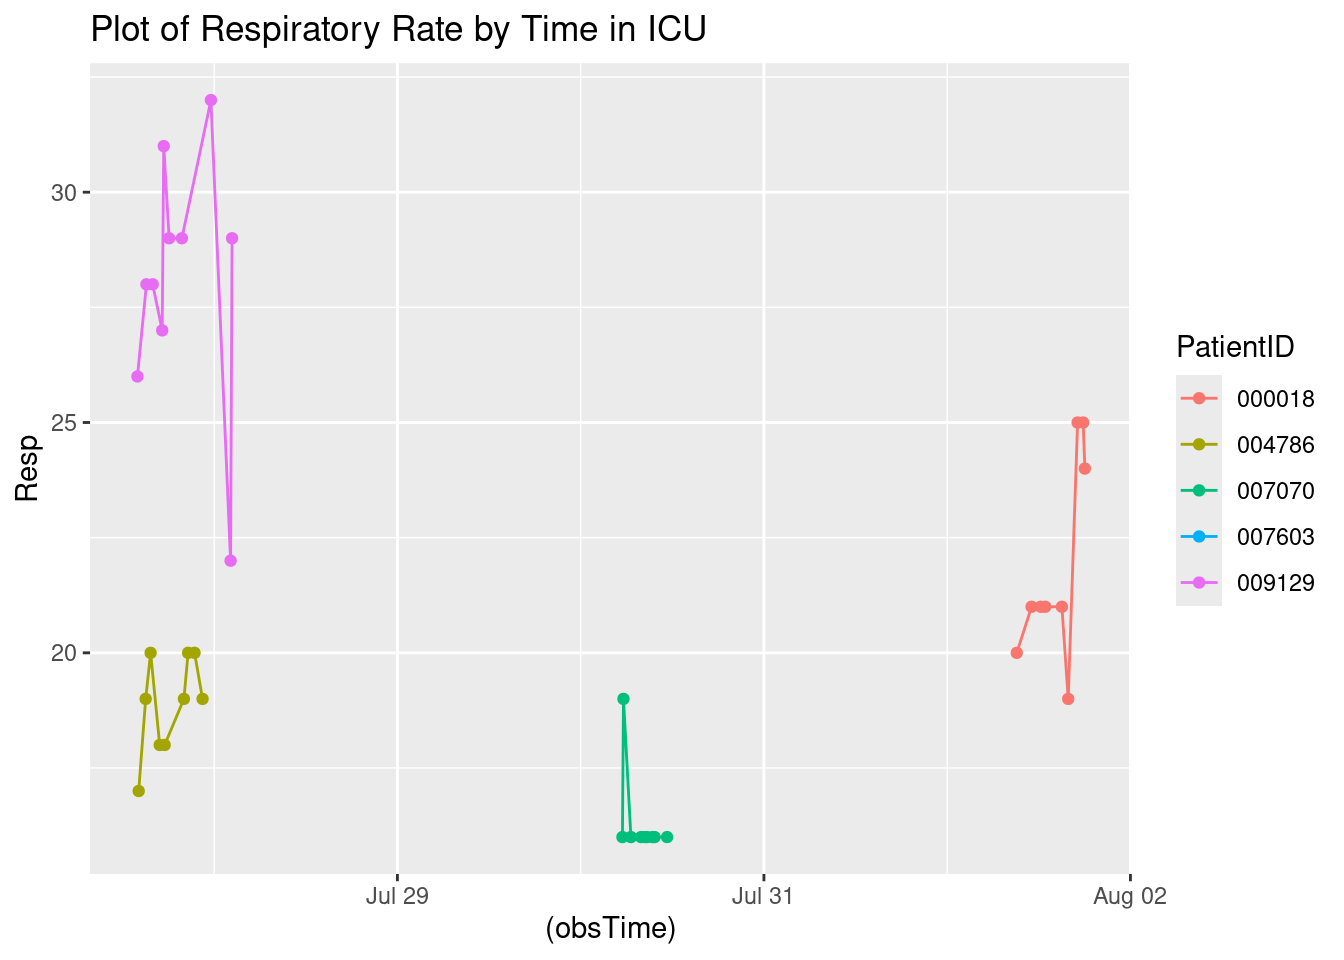 Plot of Respiratory Rate by Time in ICU
Resp
30
25
20
Jul 29
Jul 31
Aug 02
(obsTime)
PatientID
000018
004786
007070
007603
009129